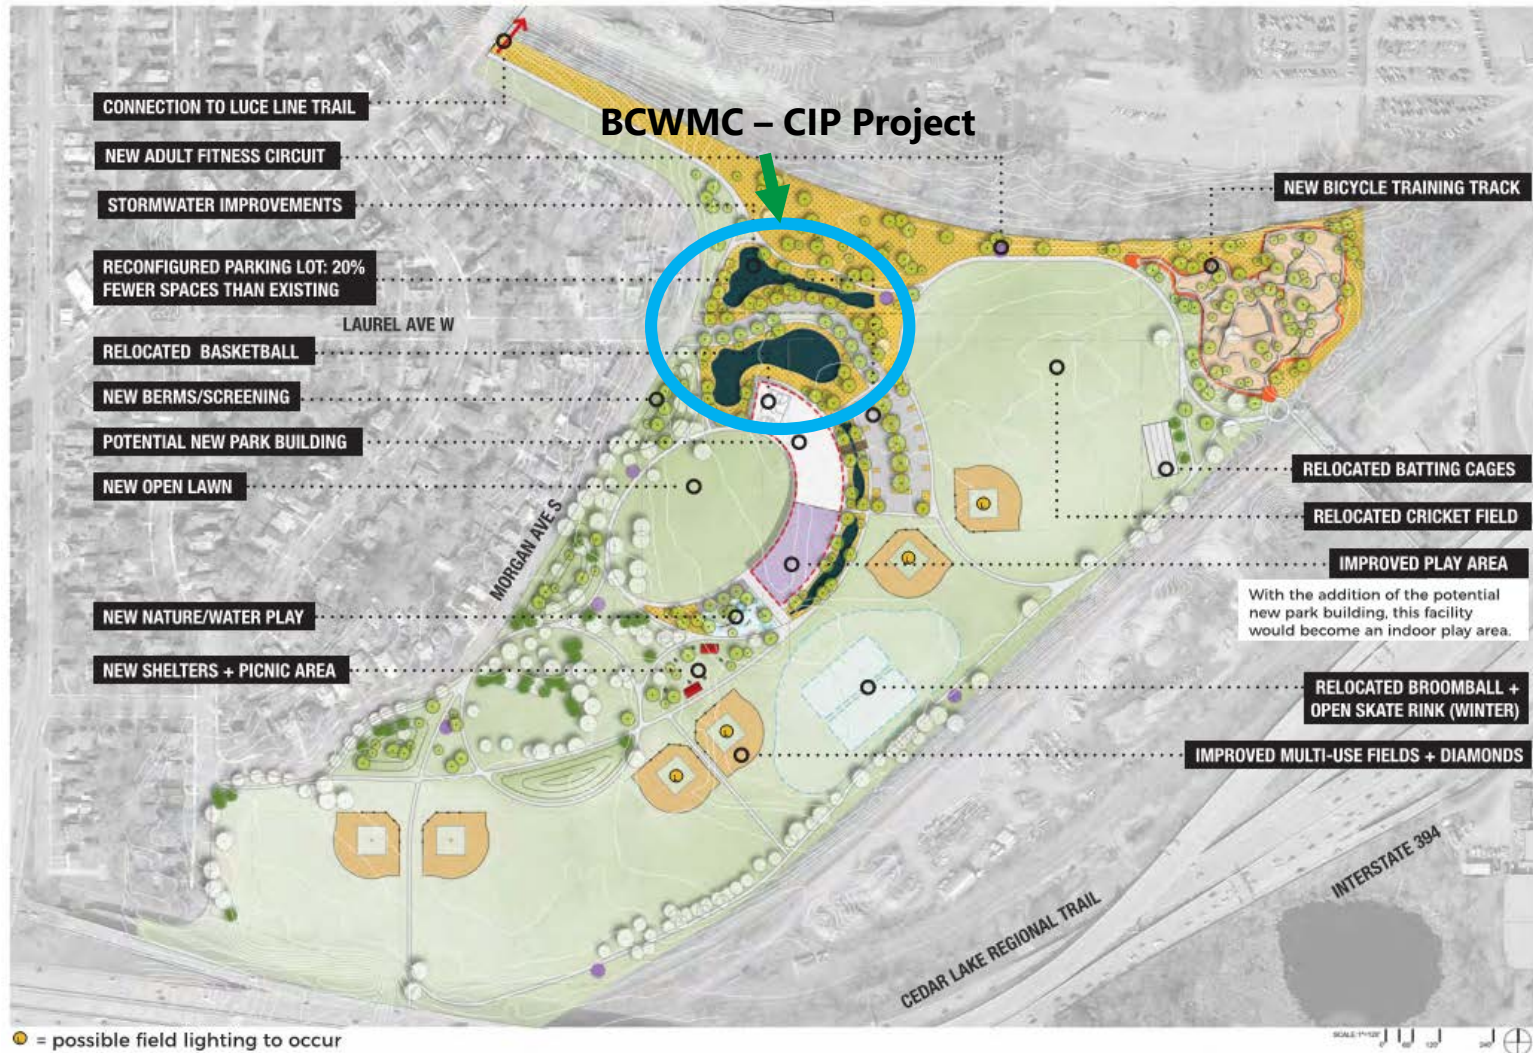 BCWMC – CIP Project
CONNECTION TO LUCE LINE TRAIL
NEW ADULT FITNESS CIRCUIT
STORMWATER IMPROVEMENTS
RECONFIGURED PARKING LOT: 20%
FEWER SPACES THAN EXISTING
LAUREL AVE W
RELOCATED BASKETBALL
NEW BERMS/SCREENING
POTENTIAL NEW PARK BUILDING
NEW OPEN LAWN
MORGAN AVE S
NEW NATURE/WATER PLAY
NEW SHELTERS + PICNIC AREA
NEW BICYCLE TRAINING TRACK
RELOCATED BATTING CAGES
RELOCATED CRICKET FIELD
IMPROVED PLAY AREA
With the addition of the potential
new park building, this facility
would become an indoor play area.
RELOCATED BROOMBALL +
OPEN SKATE RINK (WINTER)
IMPROVED MULTI-USE FIELDS + DIAMONDS
INTERSTATE 394
CEDAR LAKE REGIONAL TRAIL
= possible field lighting to occur